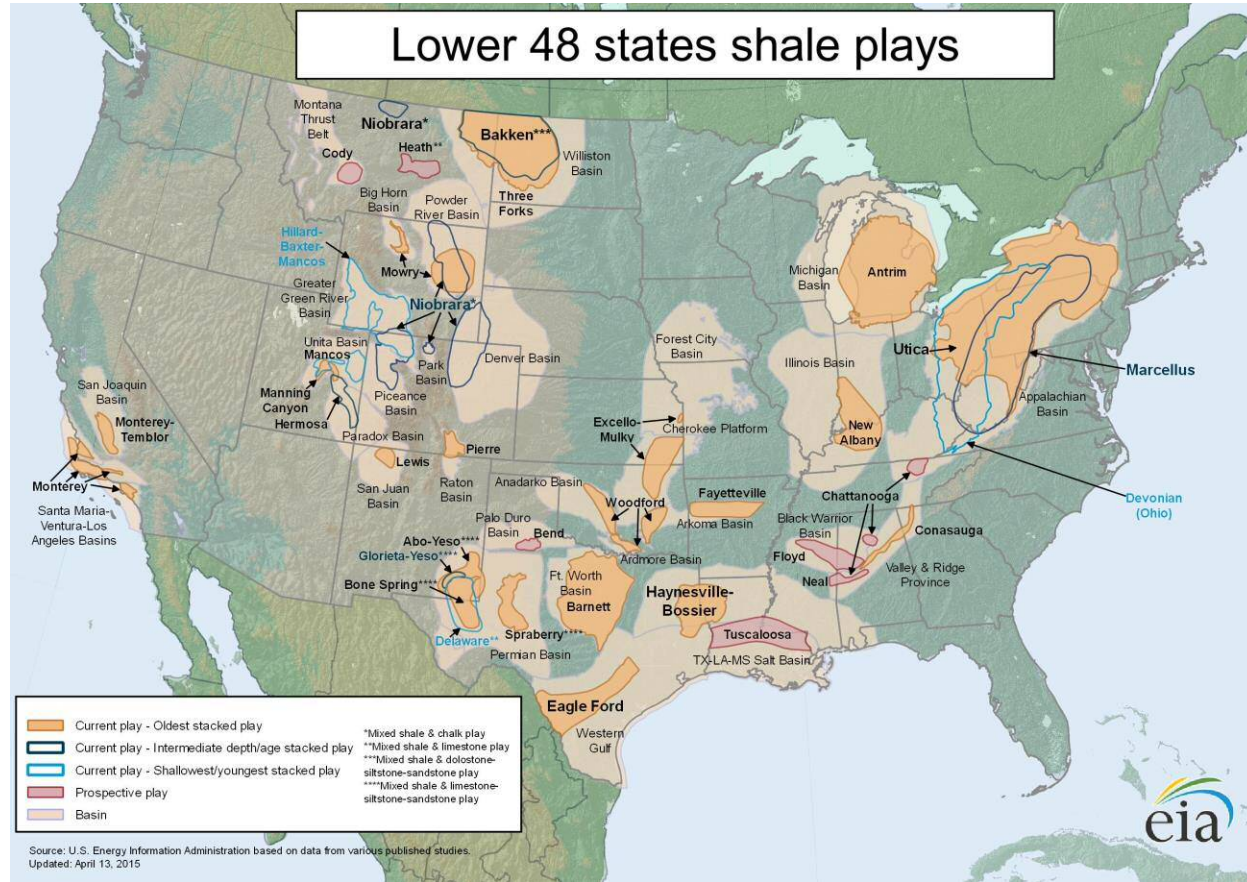 Lower 48 states shale plays
Montana
Thrust
Belt
Niobrara*
Bakken***
Cody
Heath**
Williston
Basin
Big Horn
Basin
Powder
River Basin
Three
Forks
Hillard-
Baxter-
Mancos
Mowry
Greater
Green River
Basin
Niobrara*
Michigan
Basin
Antrim
Unita Basin
Mancos
Park
Basin
Denver Basin
Forest City
Basin
Illinois Basin
Utica
Marcellus
San Joaquin
Basin
Manning
Canyon
Hermosa
Piceance
Basin
Appalachian
Basin
Monterey-
Temblor
Paradox Basin
Excello-
Mulky
Cherokee Platform
New
Albany
Lewis
Pierre
Monterey
San Juan
Basin
Raton
Basin
Anadarko Basin
Woodford
Fayetteville
Chattanooga
Devonian
(Ohio)
Santa Maria-
Ventura-Los
Angeles Basins
Palo Duro
Basin
Bend
Arkoma Basin
Black Warrior
Basin
Conasauga
Abo-Yeso****
Glorieta-Yeso****
Ardmore Basin
Floyd
Valley & Ridge
Province
Bone Spring****
Ft. Worth
Basin
Barnett
Neal
Haynesville-
Bossier
Delaware**
Spraberry****
Permian Basin
Tuscaloosa
TX-LA-MS Salt Basin
Eagle Ford
Western
Gulf
Current play - Oldest stacked play
Current play - Intermediate depth/age stacked play
Current play - Shallowest/youngest stacked play
Prospective play
Basin
*Mixed shale & chalk play
**Mixed shale & limestone play
***Mixed shale & dolostone-
siltstone-sandstone play
****Mixed shale & limestone-
siltstone-sandstone play
eia
Source: U.S. Energy Information Administration based on data from various published studies.
Updated: April 13, 2015